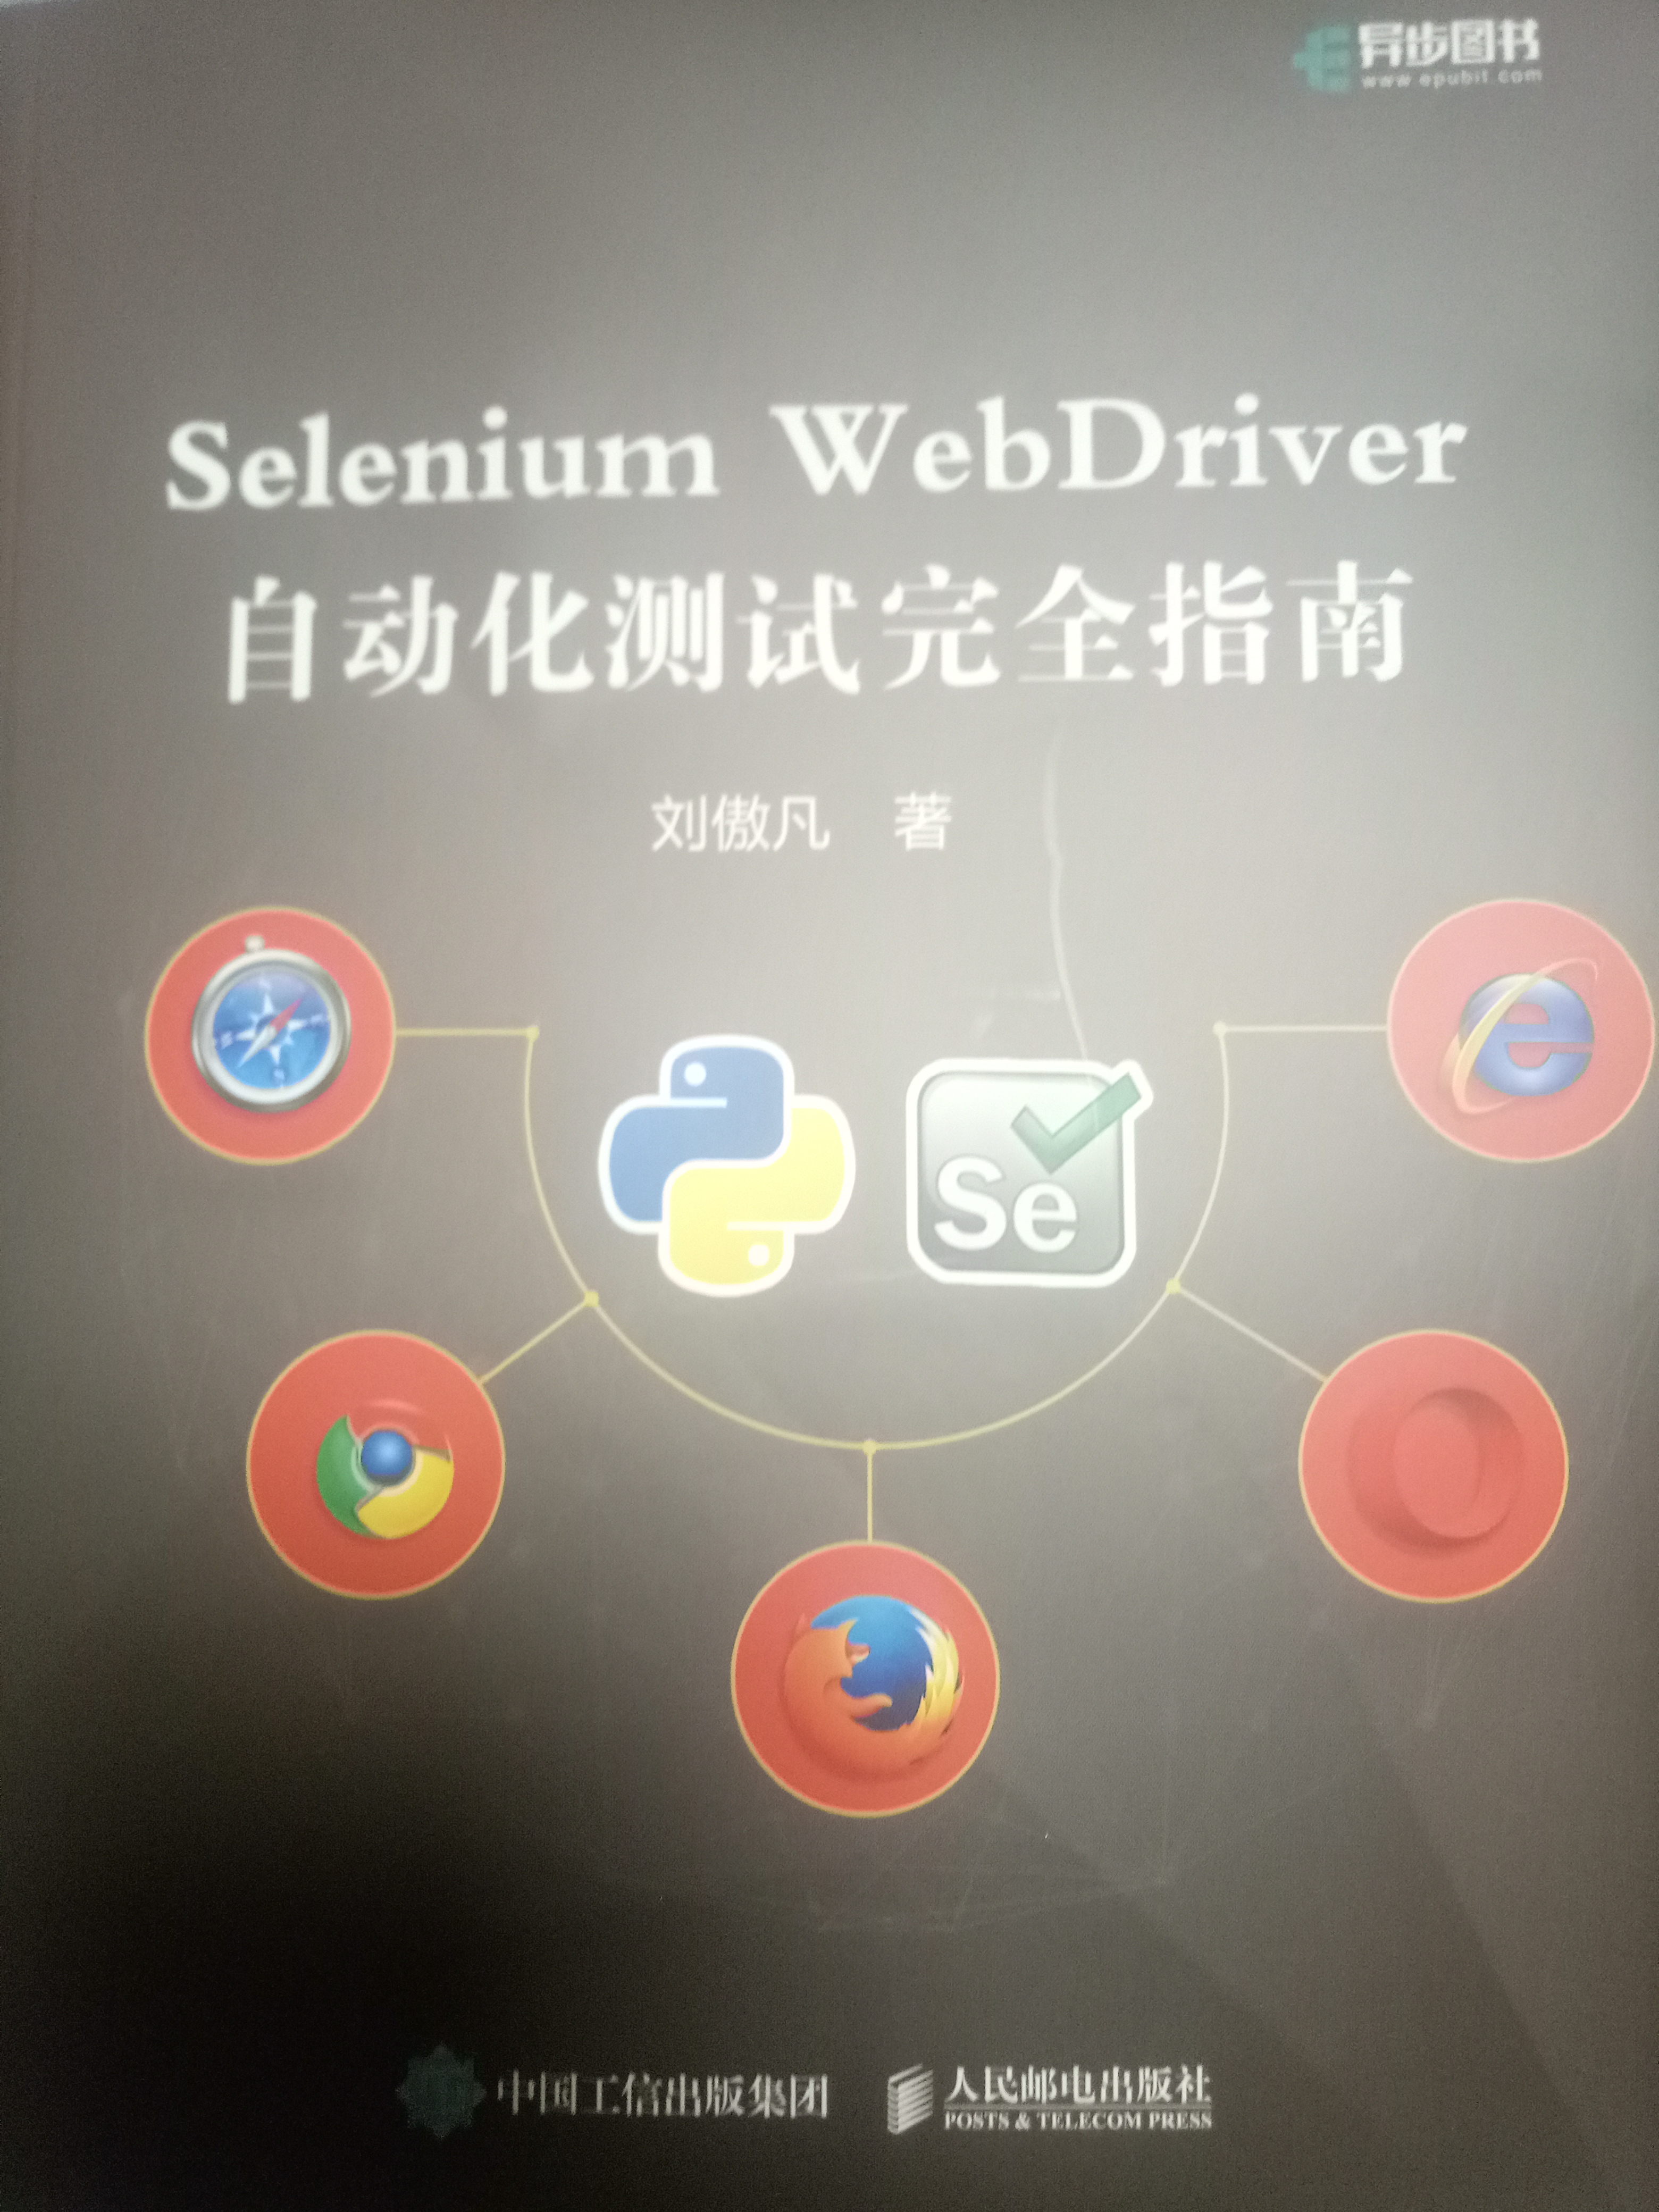 异步图书
www.epubit.com
Selenium WebDriver
自动化测试完全指南
刘傲凡 著
Se
中国工信出版集团
人民邮电出版社
POSTS & TELECOM PRESS